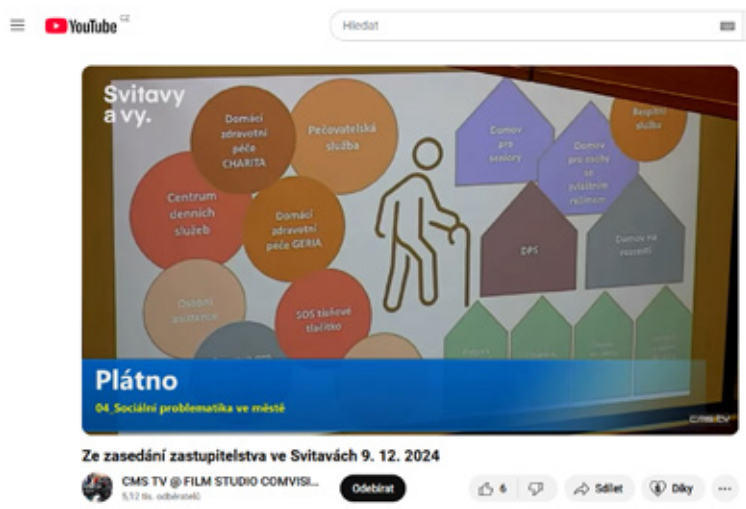 YouTube CZ
Hledat
Svitavy
a vy.
Domácí
zdravotní
péče
CHARITA
Pečovatelská
služba
Centrum
denních
služeb
Domácí
zdravotní
péče GERIA
Osobní
asistence
SOS tísňové
tlačítko
Domov
pro
seniory
Domov
pro osoby
se
zvláštním
režimem
Respitní
služba
DPS
Domov na
rozcestí
Plátno
04_Sociální problematika ve městě
CMS TV
Ze zasedání zastupitelstva ve Svitavách 9. 12. 2024
CMS TV @ FILM STUDIO COMVISI...
5,12 tis. odběratelů
Odebírat
6
Sdílet
Díky